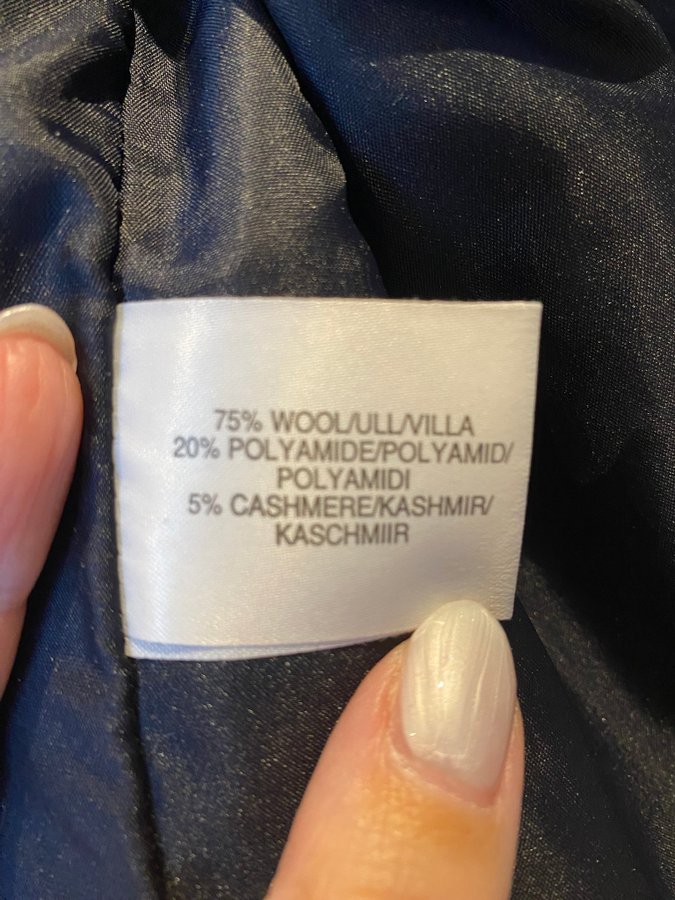 75% WOOL/ULL/VILLA
20% POLYAMIDE/POLYAMID/
POLYAMIDI
5% CASHMERE/KASHMIR/
KASCHMIIR